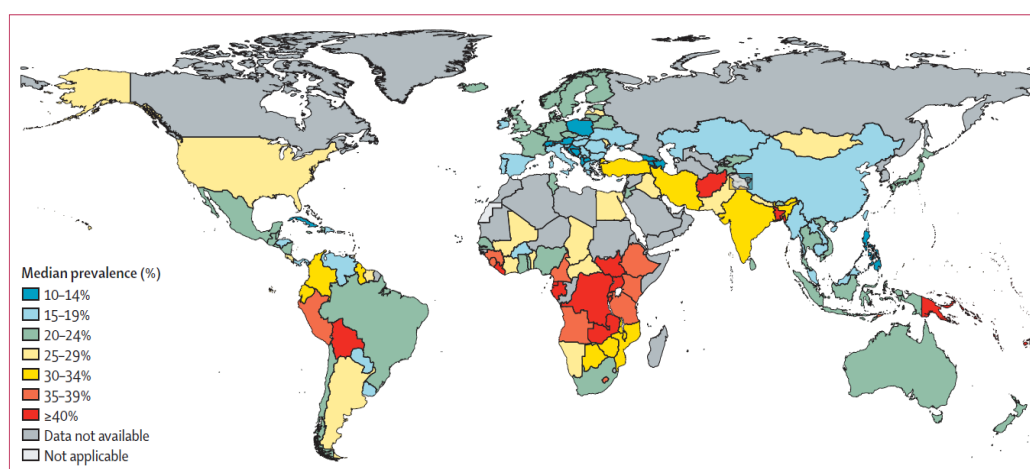 Median prevalence (%)
10–14%
15–19%
20–24%
25–29%
30–34%
35–39%
≥40%
Data not available
Not applicable